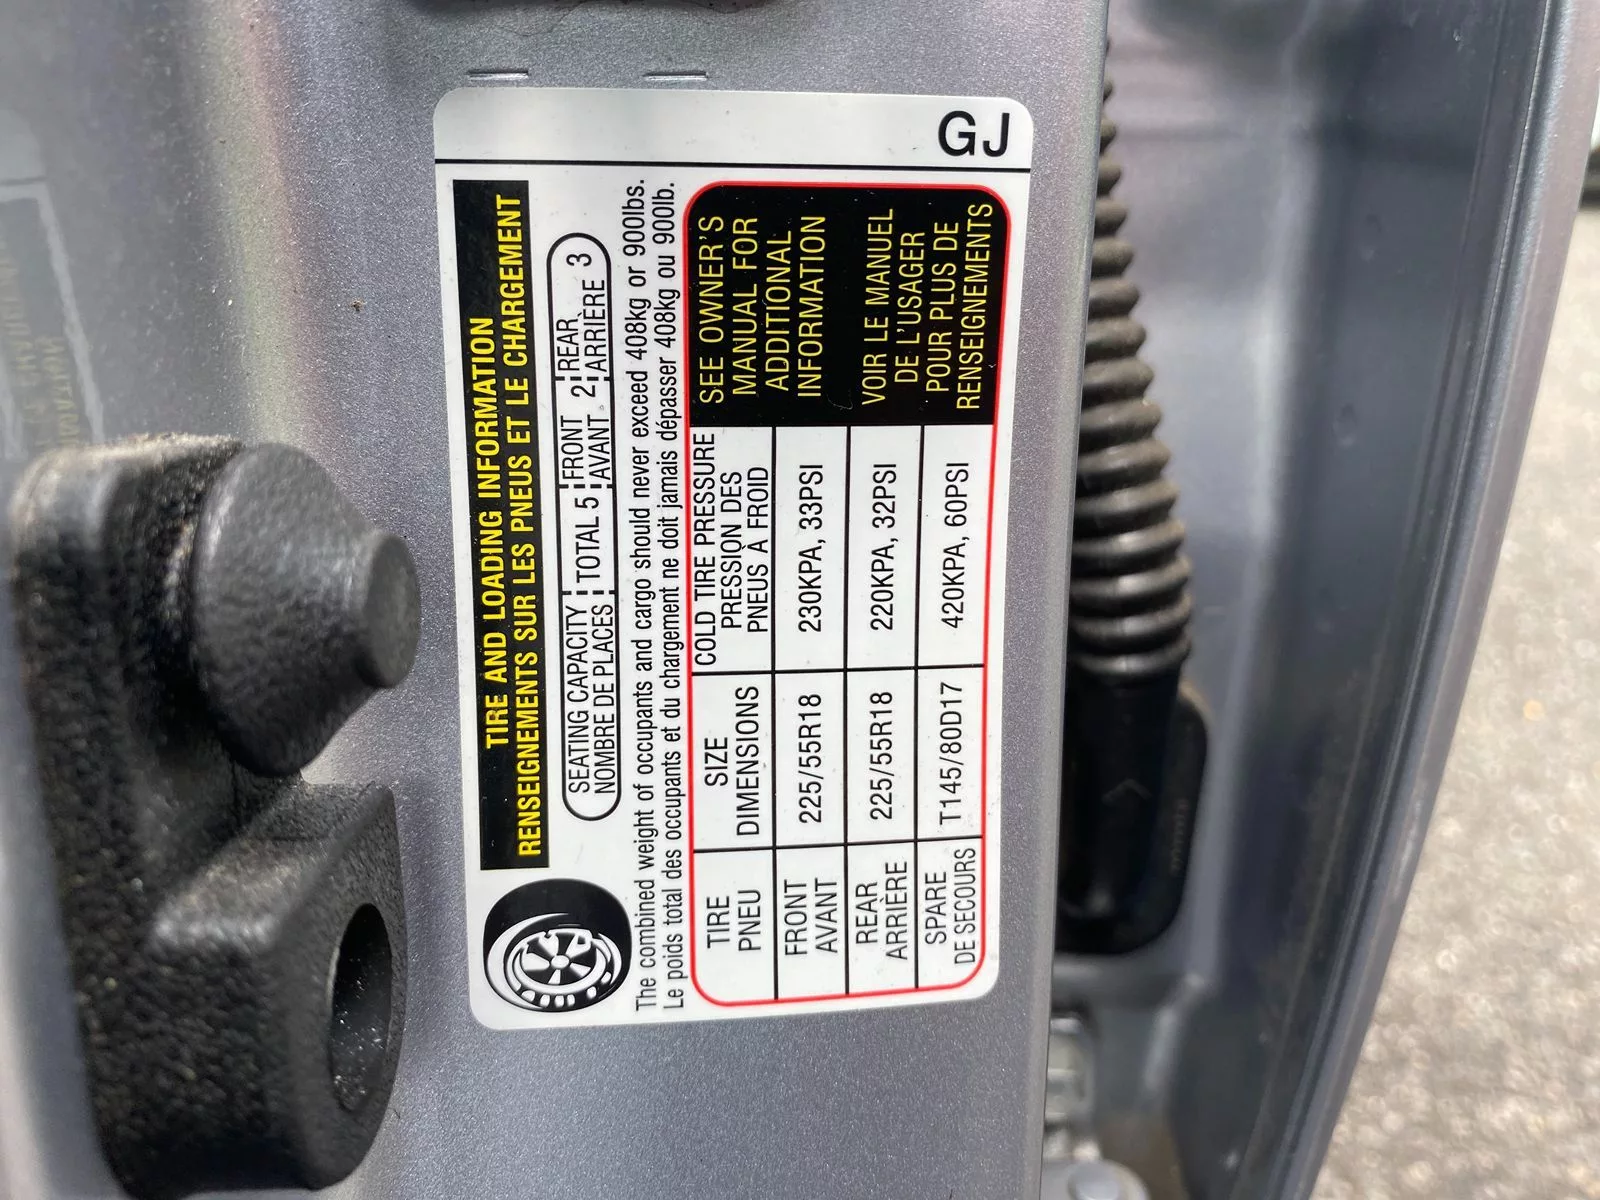 GJ
TIRE AND LOADING INFORMATION
RENSEIGNEMENTS SUR LES PNEUS ET LE CHARGEMENT
SEATING CAPACITY TOTAL 5 FRONT 2 REAR 3
NOMBRE DE PLACES AVANT ARRIÈRE
The combined weight of occupants and cargo should never exceed 408kg or 900lbs.
Le poids total des occupants et du chargement ne doit jamais dépasser 408kg ou 900lb.
TIRE SIZE COLD TIRE PRESSURE
PNEU DIMENSIONS PRESSION DES
PNEUS À FROID
FRONT 225/55R18 230KPA, 33PSI
AVANT
REAR 225/55R18 220KPA, 32PSI
ARRIÈRE
SPARE T145/80D17 420KPA, 60PSI
DE SECOURS
SEE OWNER'S
MANUAL FOR
ADDITIONAL
INFORMATION
VOIR LE MANUEL
DE L'USAGER
POUR PLUS DE
RENSEIGNEMENTS